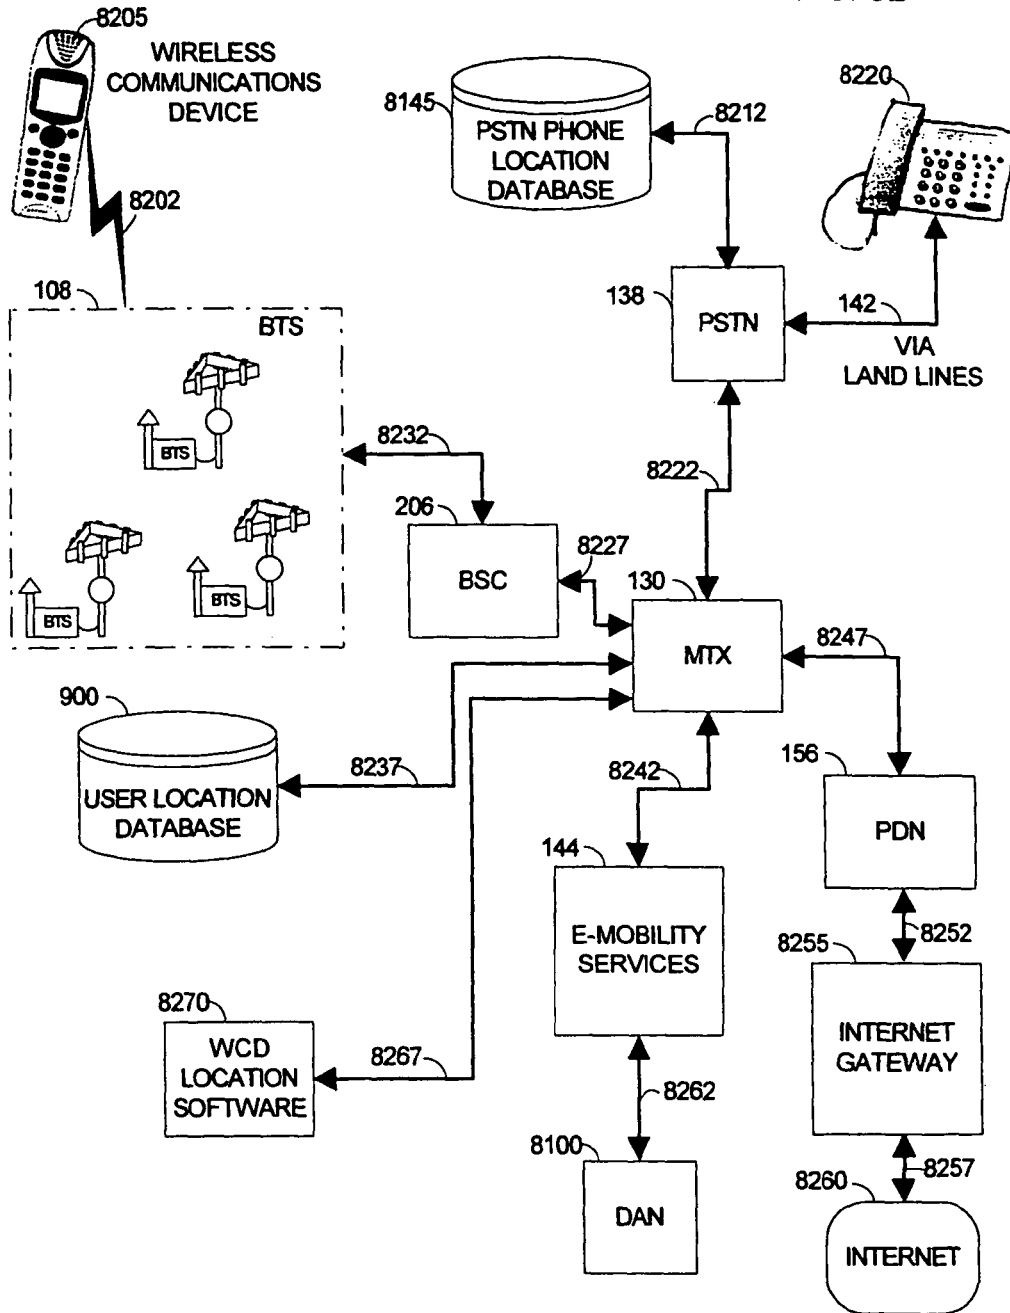 8205
WIRELESS
COMMUNICATIONS
DEVICE
8202
8145
PSTN PHONE
LOCATION
DATABASE
8212
8220
138
PSTN
142
VIA
LAND LINES
108
BTS
BTS
BTS
BTS
8232
8222
206
BSC
8227
130
MTX
8247
900
USER LOCATION
DATABASE
8237
8242
156
PDN
144
E-MOBILITY
SERVICES
8252
8255
INTERNET
GATEWAY
8270
WCD
LOCATION
SOFTWARE
8267
8262
8100
DAN
8257
8260
INTERNET